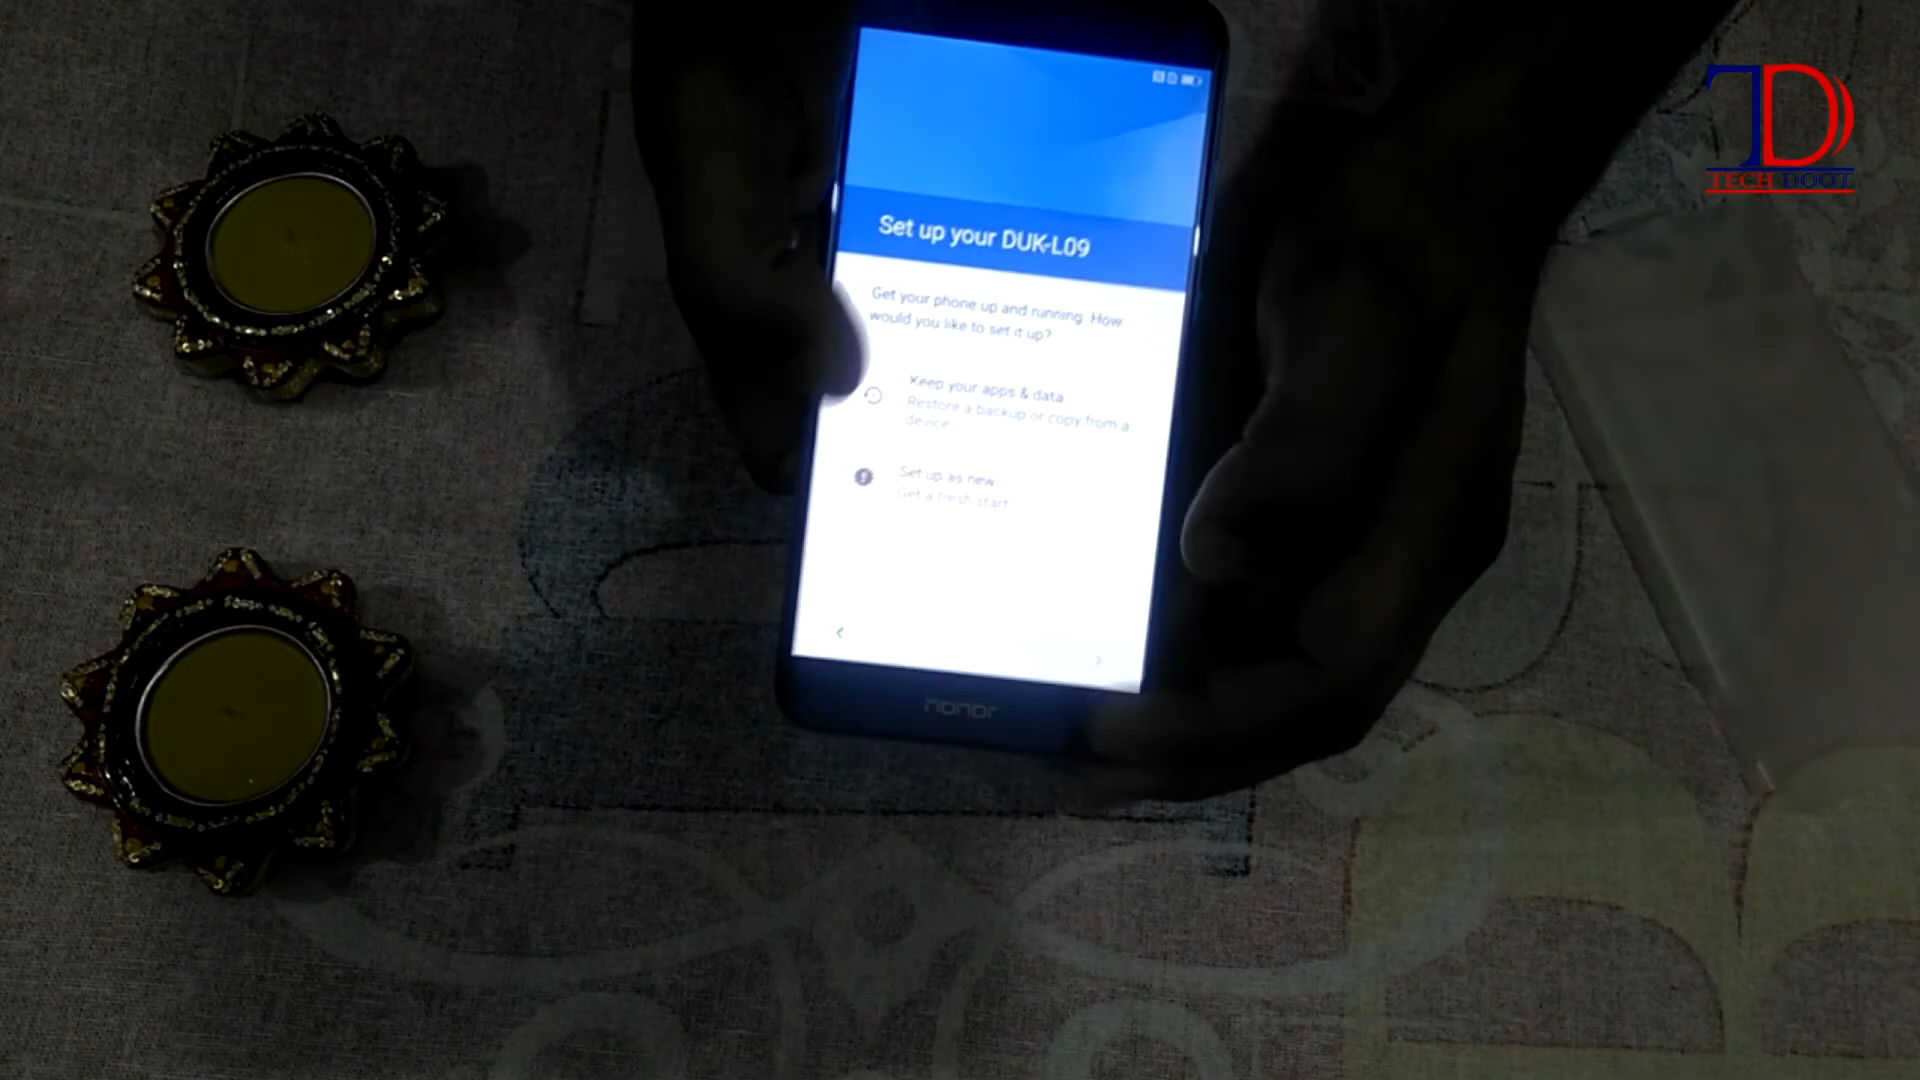 Set up your DUK-L09
Get your phone up and running. How
would you like to set it up?
Keep your apps & data
Restore a backup or copy from a
device
Set up as new
Get a fresh start
honor
TD
TECH DOOT